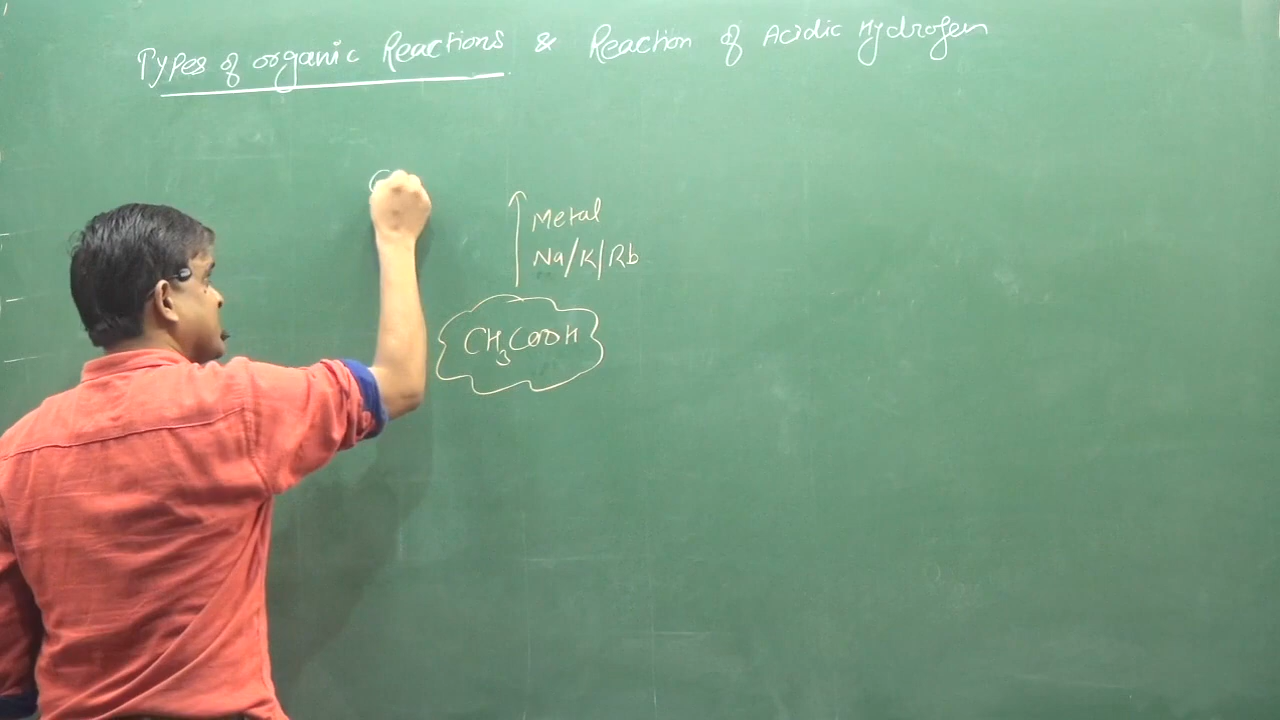 Types of organic Reactions & Reaction of Acidic Hydrogen
C
Metal
Na/K/Rb
CH₃COOH